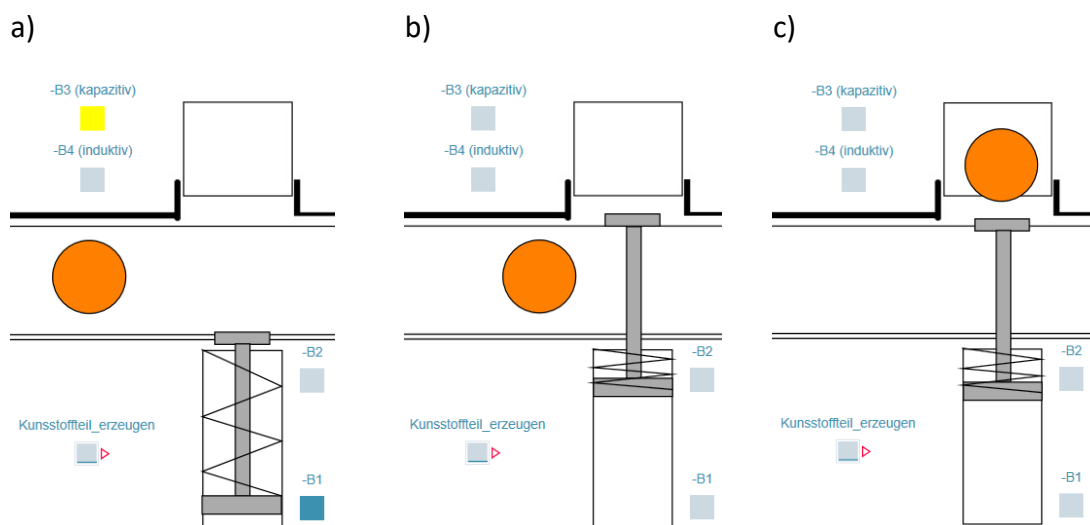 a)
b)
c)
-B3 (kapazitiv)
-B4 (induktiv)
-B2
Kunsstoffteil_erzeugen
-B1
-B3 (kapazitiv)
-B4 (induktiv)
-B2
Kunsstoffteil_erzeugen
-B1
-B3 (kapazitiv)
-B4 (induktiv)
-B2
Kunsstoffteil_erzeugen
-B1